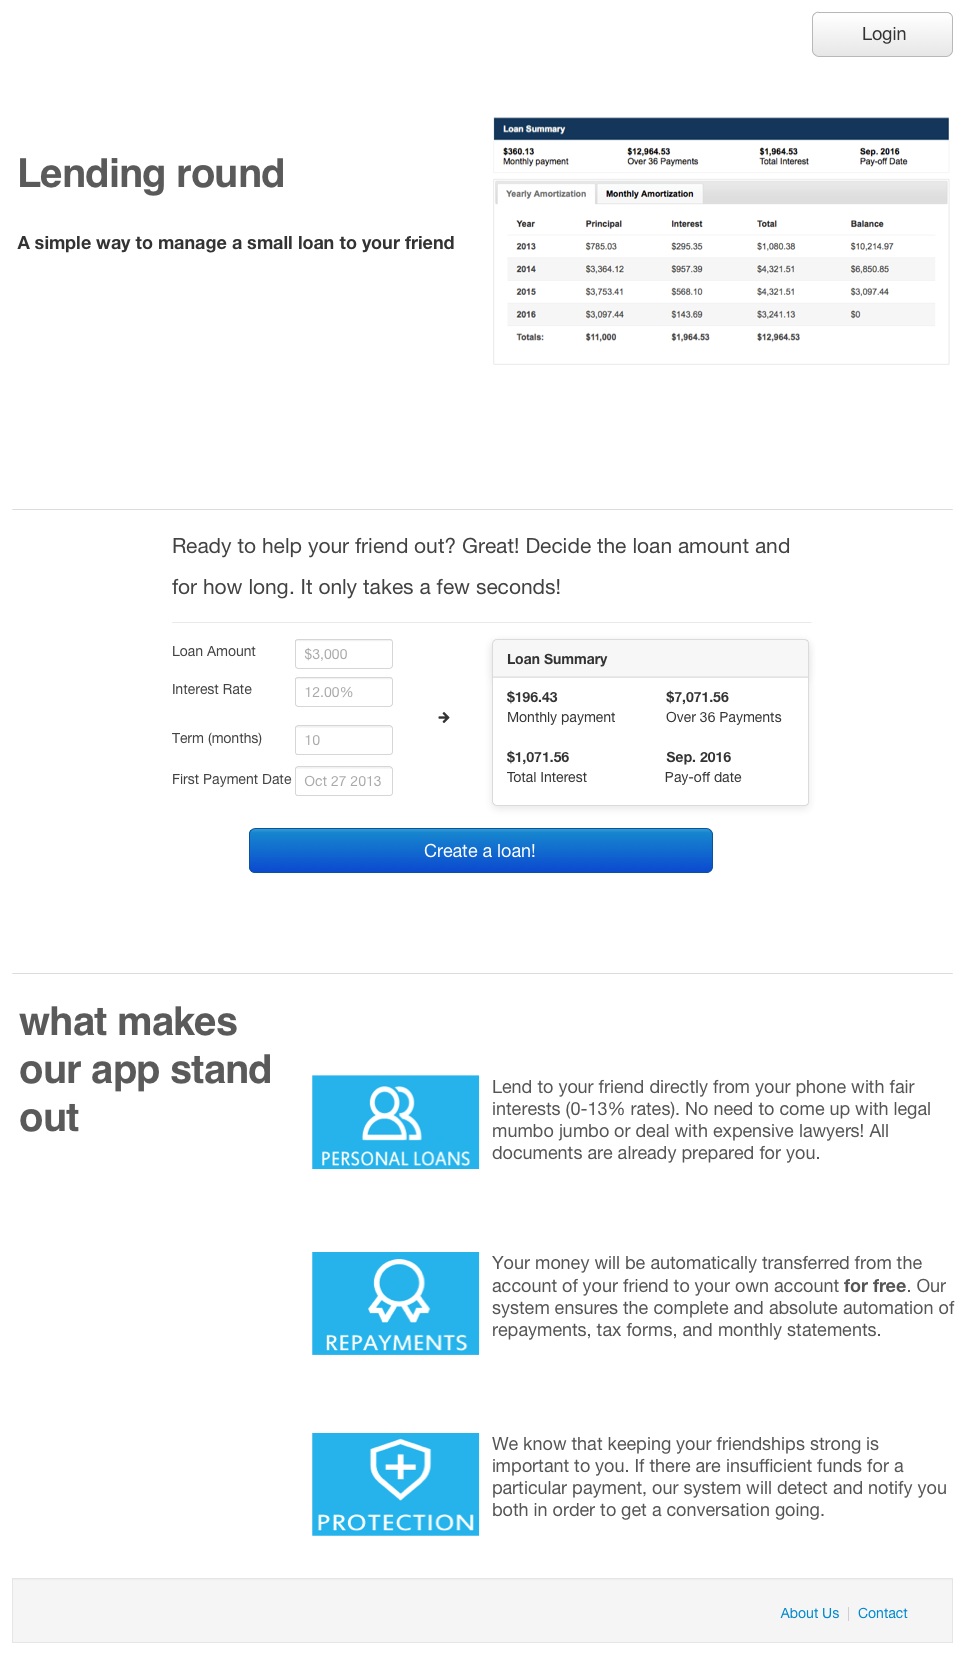 Login
Lending round
A simple way to manage a small loan to your friend
Loan Summary
$360.13 $12,964.53 $1,964.53 Sep. 2016
Monthly payment Over 36 Payments Total Interest Pay-off Date
Yearly Amortization Monthly Amortization
Year Principal Interest Total Balance
2013 $785.03 $295.35 $1,080.38 $10,214.97
2014 $3,364.12 $957.39 $4,321.51 $6,850.85
2015 $3,753.41 $568.10 $4,321.51 $3,097.44
2016 $3,097.44 $143.69 $3,241.13 $0
Totals: $11,000 $1,964.53 $12,964.53
Ready to help your friend out? Great! Decide the loan amount and
for how long. It only takes a few seconds!
Loan Amount $3,000
Interest Rate 12.00%
Term (months) 10
First Payment Date Oct 27 2013
Loan Summary
$196.43 $7,071.56
Monthly payment Over 36 Payments
$1,071.56 Sep. 2016
Total Interest Pay-off date
Create a loan!
what makes
our app stand
out
PERSONAL LOANS
Lend to your friend directly from your phone with fair
interests (0-13% rates). No need to come up with legal
mumbo jumbo or deal with expensive lawyers! All
documents are already prepared for you.
REPAYMENTS
Your money will be automatically transferred from the
account of your friend to your own account for free. Our
system ensures the complete and absolute automation of
repayments, tax forms, and monthly statements.
PROTECTION
We know that keeping your friendships strong is
important to you. If there are insufficient funds for a
particular payment, our system will detect and notify you
both in order to get a conversation going.
About Us | Contact